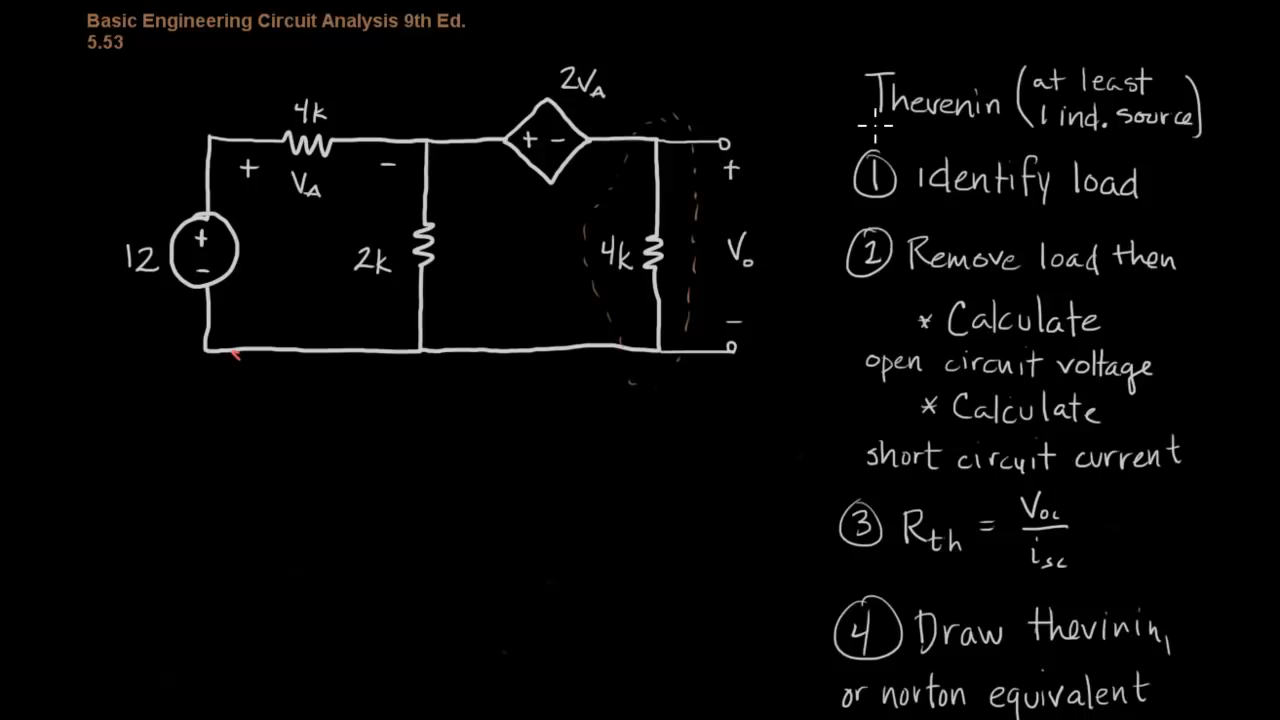 Basic Engineering Circuit Analysis 9th Ed.
5.53
2VA
4k
+ -
+ VA -
+
12
+
-
2k
4k
Vo
-
Thevenin (at least
1 ind. source)
① Identify load
② Remove load then
* Calculate
open circuit voltage
* Calculate
short circuit current
③ Rth = Voc
isc
④ Draw thevinin,
or norton equivalent